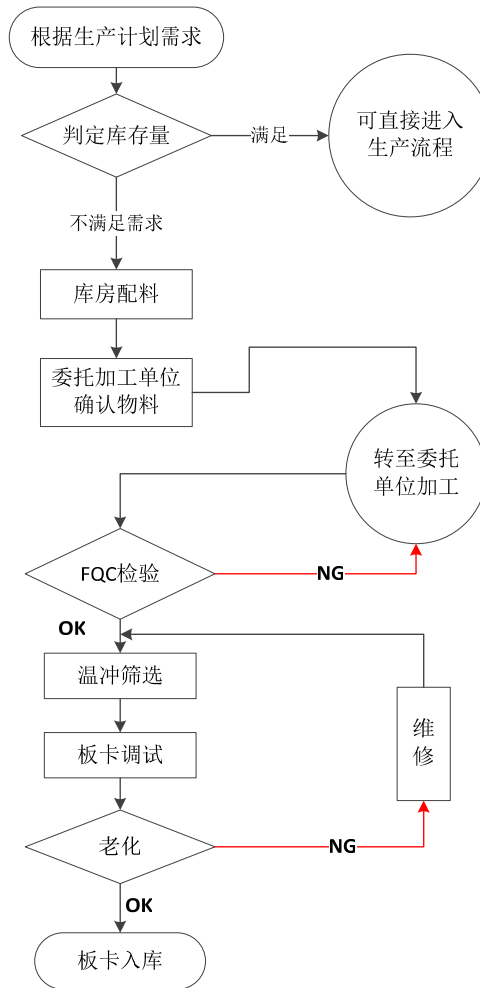 根据生产计划需求
判定库存量
满足
可直接进入
生产流程
不满足需求
库房配料
委托加工单位
确认物料
转至委托
单位加工
FQC检验
NG
OK
温冲筛选
板卡调试
维
修
老化
NG
OK
板卡入库